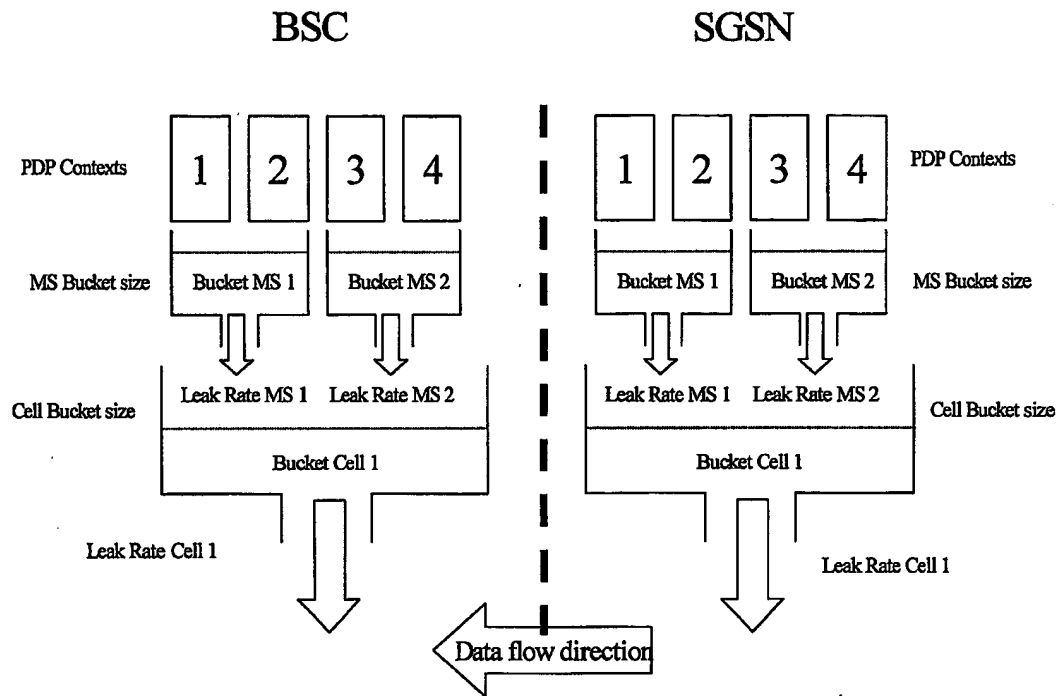 BSC
SGSN
PDP Contexts
1
2
3
4
1
2
3
4
PDP Contexts
MS Bucket size
Bucket MS 1
Bucket MS 2
Bucket MS 1
Bucket MS 2
MS Bucket size
Cell Bucket size
Leak Rate MS 1
Leak Rate MS 2
Leak Rate MS 1
Leak Rate MS 2
Cell Bucket size
Bucket Cell 1
Bucket Cell 1
Leak Rate Cell 1
Leak Rate Cell 1
Data flow direction